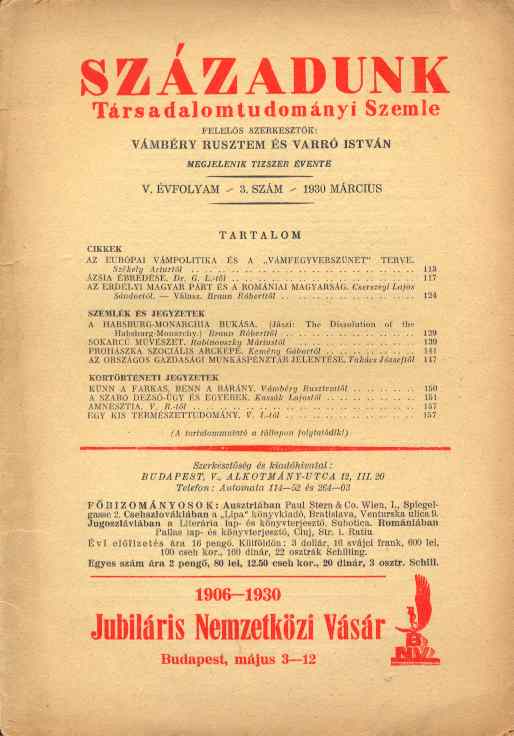 SZÁZADUNK
Társadalomtudományi Szemle
FELELŐS SZERKESZTŐK:
VÁMBÉRY RUSZTEM ÉS VARRÓ ISTVÁN
MEGJELENIK TIZSZER ÉVENTE
V. ÉVFOLYAM - 3. SZÁM - 1930 MÁRCIUS
TARTALOM
CIKKEK
AZ EURÓPAI VÁMPOLITIKA ÉS A „VÁMFEGYVERSZÜNET” TERVE.
Székely Artúrtól . . . . . . . . . . 113
ÁZSIA ÉBREDÉSE. Dr. G. L.-től . . . . . . . . . . 117
AZ ERDÉLYI MAGYAR PÁRT ÉS A ROMÁNIAI MAGYARSÁG. Cserszegi Lajos
Sándortól. — Válasz. Braun Róberttől . . . . . . . . . . 124
SZEMLÉK ÉS JEGYZETEK
A HABSBURG-MONARCHIA BUKÁSA. (Jászi: The Dissolution of the
Habsburg-Monarchy.) Braun Róberttől . . . . . . . . . . 129
SOKARCÚ MŰVÉSZET. Rabinovszky Máriustól . . . . . . . . . . 139
PROHÁSZKA SZOCIÁLIS ARCKÉPE. Kemény Gábortól . . . . . . . . . . 141
AZ ORSZÁGOS GAZDASÁGI MUNKÁSPÉNZTÁR JELENTÉSE. Takács Józseftől 147
KORTÖRTÉNETI JEGYZETEK
KÜNN A FARKAS, BENN A BÁRÁNY. Vámbéry Rusztemtől . . 150
A SZABÓ DEZSŐ-ÜGY ÉS EGYEBEK. Kassák Lajostól . . . . . . . . . . 151
AMNESZTIA. V. R.-től . . . . . . . . . . 157
EGY KIS TERMÉSZETTUDOMÁNY. V. I.-től . . . . . . . . . . 157
(A tartalommutató a túllapon folytatódik!)
Szerkesztőség és kiadóhivatal:
BUDAPEST, V., ALKOTMÁNY-UTCA 12, III. 20
Telefon: Automata 114—52 és 264—03
FŐBIZOMÁNYOSOK: Ausztriában Paul Stern & Co. Wien, I., Spiegel-
gasse 2. Csehszlovákiában a „Lipa” könyvkiadó, Bratislava, Venturska ulica 9.
Jugoszláviában a Literária lap- és könyvterjesztő, Subotica. Romániában
Pallas lap- és könyvterjesztő, Cluj, Str. I. Ratiu
Évi előfizetés ára 16 pengő. Külföldön: 3 dollár, 16 svájci frank, 600 lei,
100 cseh kor., 160 dinár, 22 osztrák Schilling.
Egyes szám ára 2 pengő, 80 lei, 12.50 cseh kor., 20 dinár, 3 osztr. Schill.
1906—1930
Jubiláris Nemzetközi Vásár
Budapest, május 3—12
B
NV